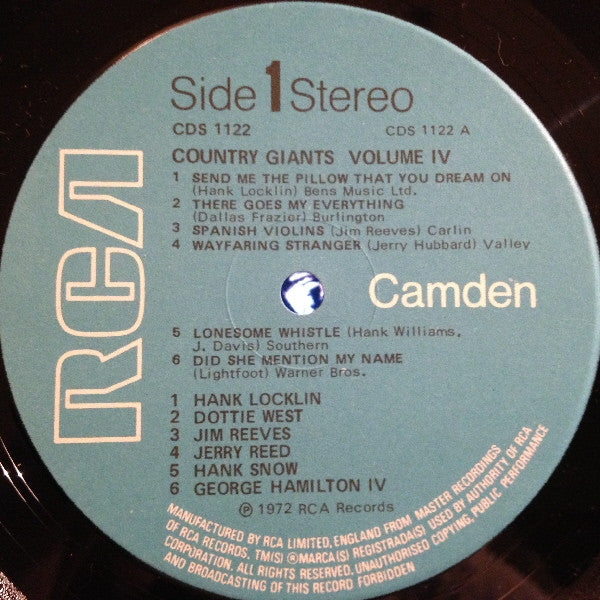 Side 1 Stereo
CDS 1122 CDS 1122 A
COUNTRY GIANTS VOLUME IV
1 SEND ME THE PILLOW THAT YOU DREAM ON
(Hank Locklin) Bens Music Ltd.
2 THERE GOES MY EVERYTHING
(Dallas Frazier) Burlington
3 SPANISH VIOLINS (Jim Reeves) Carlin
4 WAYFARING STRANGER (Jerry Hubbard) Valley
RCA
Camden
5 LONESOME WHISTLE (Hank Williams,
J. Davis) Southern
6 DID SHE MENTION MY NAME
(Lightfoot) Warner Bros.
1 HANK LOCKLIN
2 DOTTIE WEST
3 JIM REEVES
4 JERRY REED
5 HANK SNOW
6 GEORGE HAMILTON IV
℗ 1972 RCA Records
MANUFACTURED BY RCA LIMITED, ENGLAND FROM MASTER RECORDINGS
OF RCA RECORDS. TM(S) ® MARCA(S) REGISTRADA(S) USED BY AUTHORITY OF RCA
CORPORATION. ALL RIGHTS RESERVED. UNAUTHORISED COPYING, PUBLIC PERFORMANCE
AND BROADCASTING OF THIS RECORD FORBIDDEN